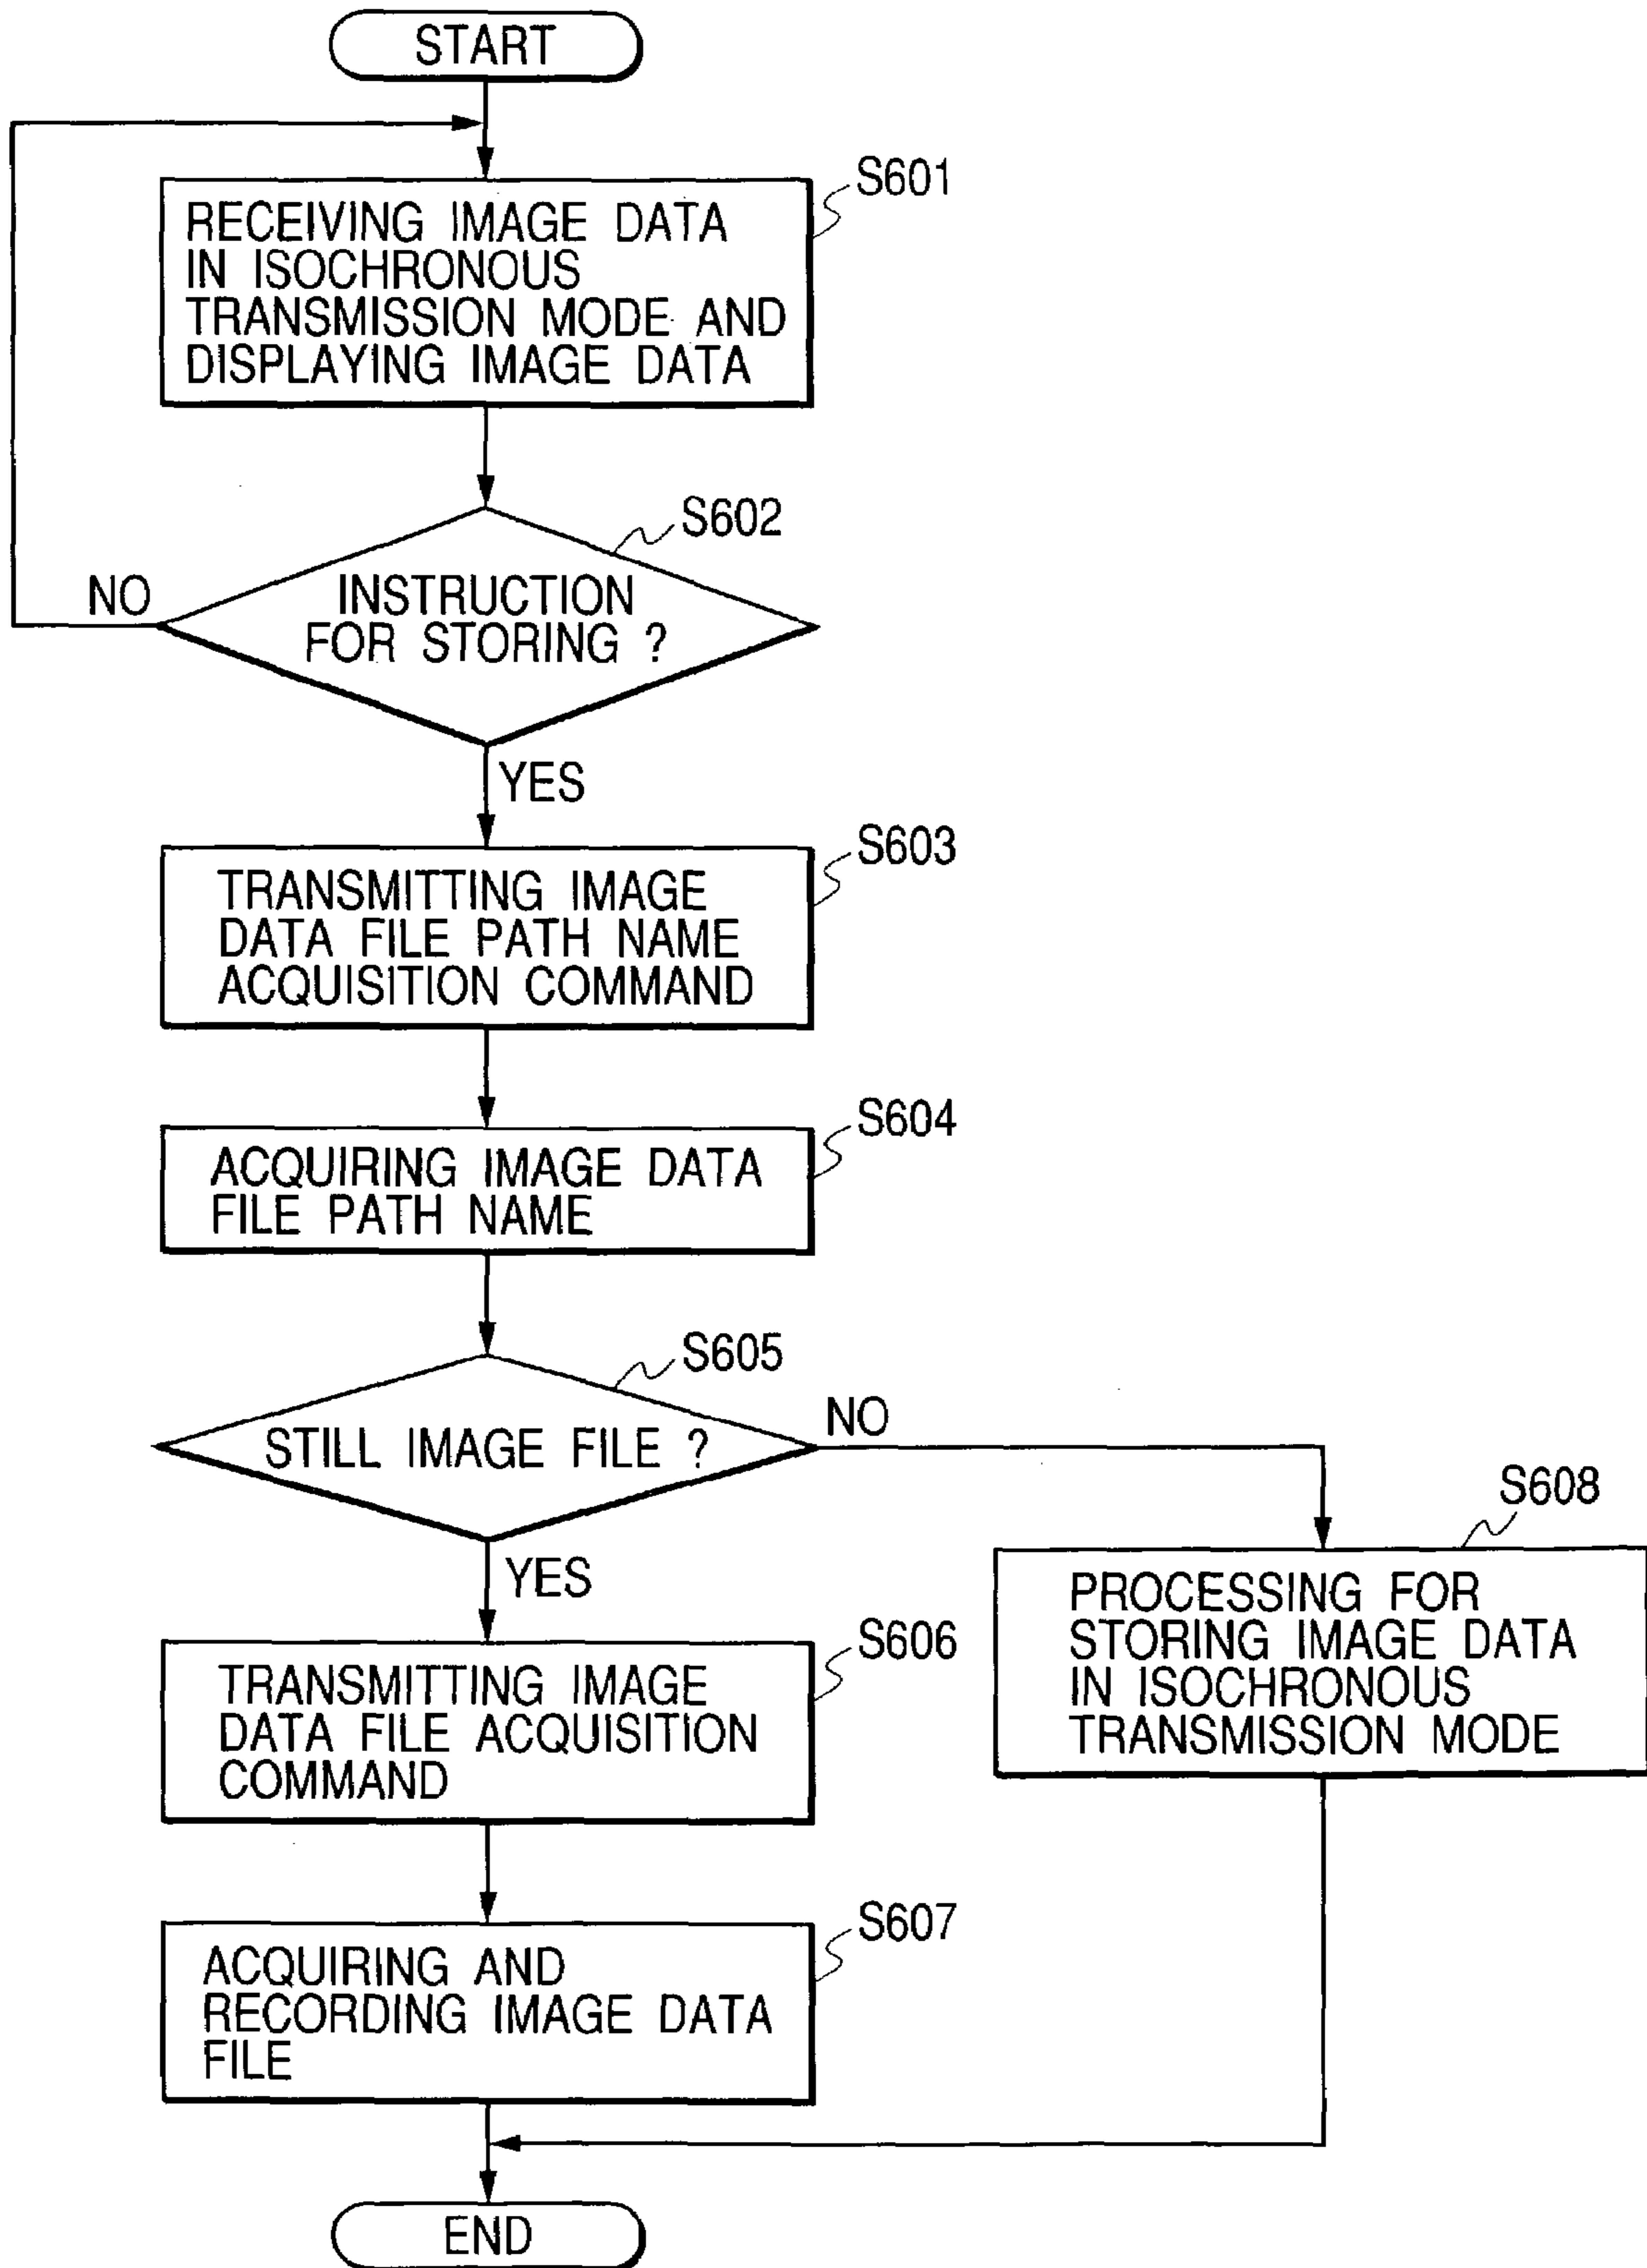 START
S601
RECEIVING IMAGE DATA
IN ISOCHRONOUS
TRANSMISSION MODE AND
DISPLAYING IMAGE DATA
S602
NO
INSTRUCTION
FOR STORING ?
YES
S603
TRANSMITTING IMAGE
DATA FILE PATH NAME
ACQUISITION COMMAND
S604
ACQUIRING IMAGE DATA
FILE PATH NAME
S605
STILL IMAGE FILE ?
NO
YES
S608
PROCESSING FOR
STORING IMAGE DATA
IN ISOCHRONOUS
TRANSMISSION MODE
S606
TRANSMITTING IMAGE
DATA FILE ACQUISITION
COMMAND
S607
ACQUIRING AND
RECORDING IMAGE DATA
FILE
END